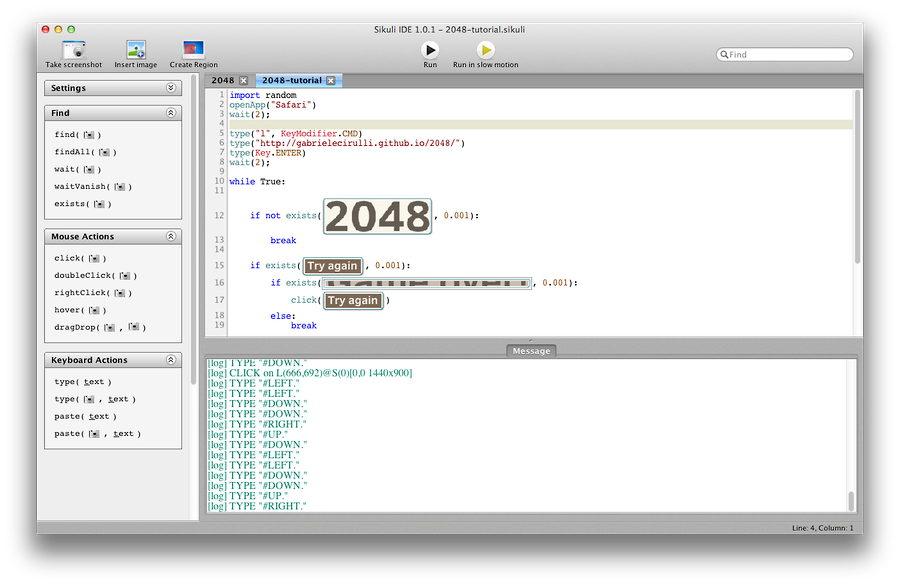 Sikuli IDE 1.0.1 - 2048-tutorial.sikuli
Take screenshot Insert image Create Region Run Run in slow motion Find
Settings
Find
find( )
findAll( )
wait( )
waitVanish( )
exists( )
Mouse Actions
click( )
doubleClick( )
rightClick( )
hover( )
dragDrop( , )
Keyboard Actions
type( text )
type( , text )
paste( text )
paste( , text )
2048 2048-tutorial
1 import random
2 openApp("Safari")
3 wait(2);
4
5 type("l", KeyModifier.CMD)
6 type("http://gabrielecirulli.github.io/2048/")
7 type(Key.ENTER)
8 wait(2);
9
10 while True:
11
12 if not exists( 2048 , 0.001):
13 break
14
15 if exists( Try again , 0.001):
16 if exists( Game over! , 0.001):
17 click( Try again )
18 else:
19 break
Message
[log] TYPE "#DOWN."
[log] CLICK on L(666,692)@S(0)[0,0 1440x900]
[log] TYPE "#LEFT."
[log] TYPE "#LEFT."
[log] TYPE "#DOWN."
[log] TYPE "#DOWN."
[log] TYPE "#RIGHT."
[log] TYPE "#UP."
[log] TYPE "#DOWN."
[log] TYPE "#LEFT."
[log] TYPE "#LEFT."
[log] TYPE "#DOWN."
[log] TYPE "#DOWN."
[log] TYPE "#UP."
[log] TYPE "#RIGHT."
Line: 4, Column: 1